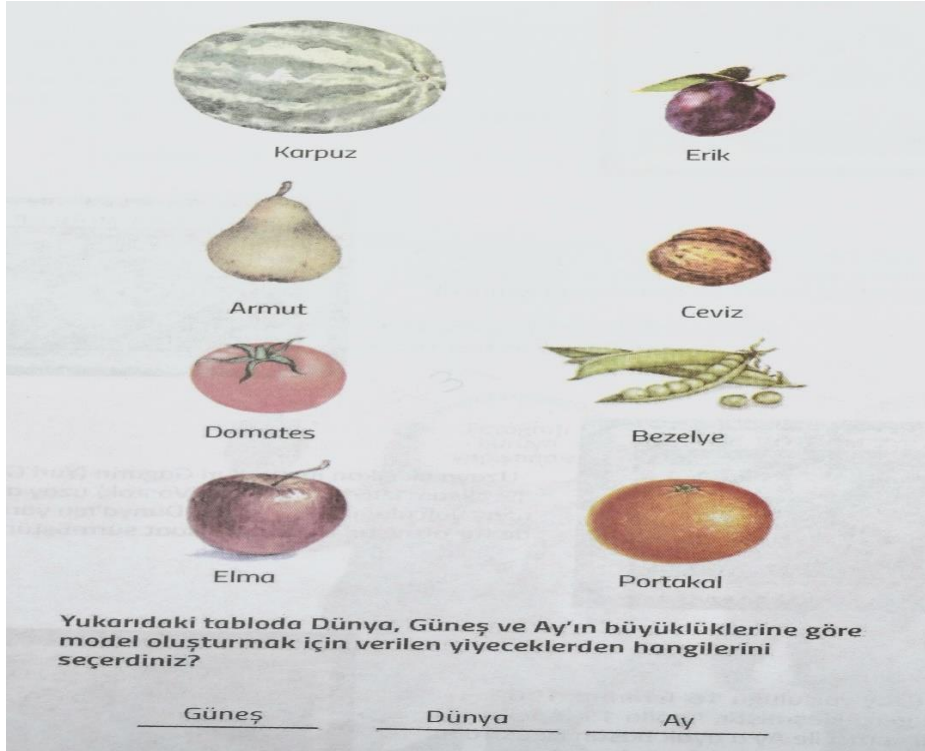 Karpuz
Erik
Armut
Ceviz
Domates
Bezelye
Elma
Portakal
Yukarıdaki tabloda Dünya, Güneş ve Ay'ın büyüklüklerine göre
model oluşturmak için verilen yiyeceklerden hangilerini
seçerdiniz?
Güneş Dünya Ay